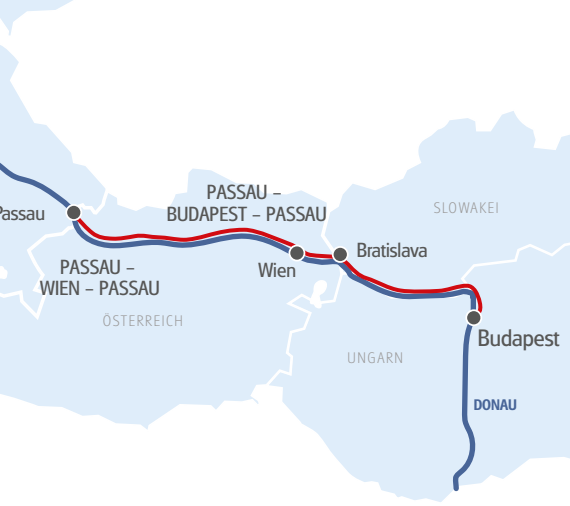 PASSAU –
BUDAPEST – PASSAU
SLOWAKEI
Passau
Bratislava
Wien
PASSAU –
WIEN – PASSAU
ÖSTERREICH
Budapest
UNGARN
DONAU